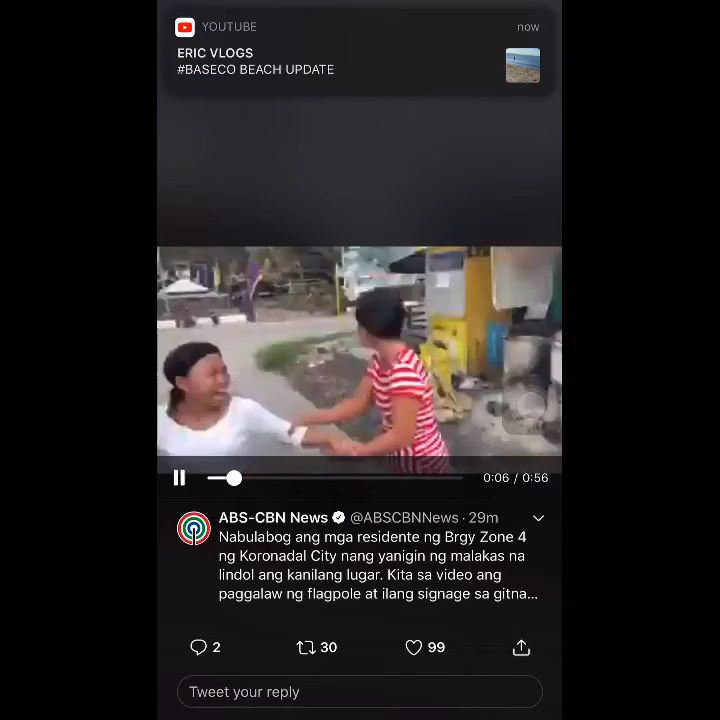 YOUTUBE
now
ERIC VLOGS
#BASECO BEACH UPDATE
0:06 / 0:56
ABS-CBN News @ABSCBNNews · 29m
Nabulabog ang mga residente ng Brgy Zone 4
ng Koronadal City nang yanigin ng malakas na
lindol ang kanilang lugar. Kita sa video ang
paggalaw ng flagpole at ilang signage sa gitna...
2 30 99
Tweet your reply